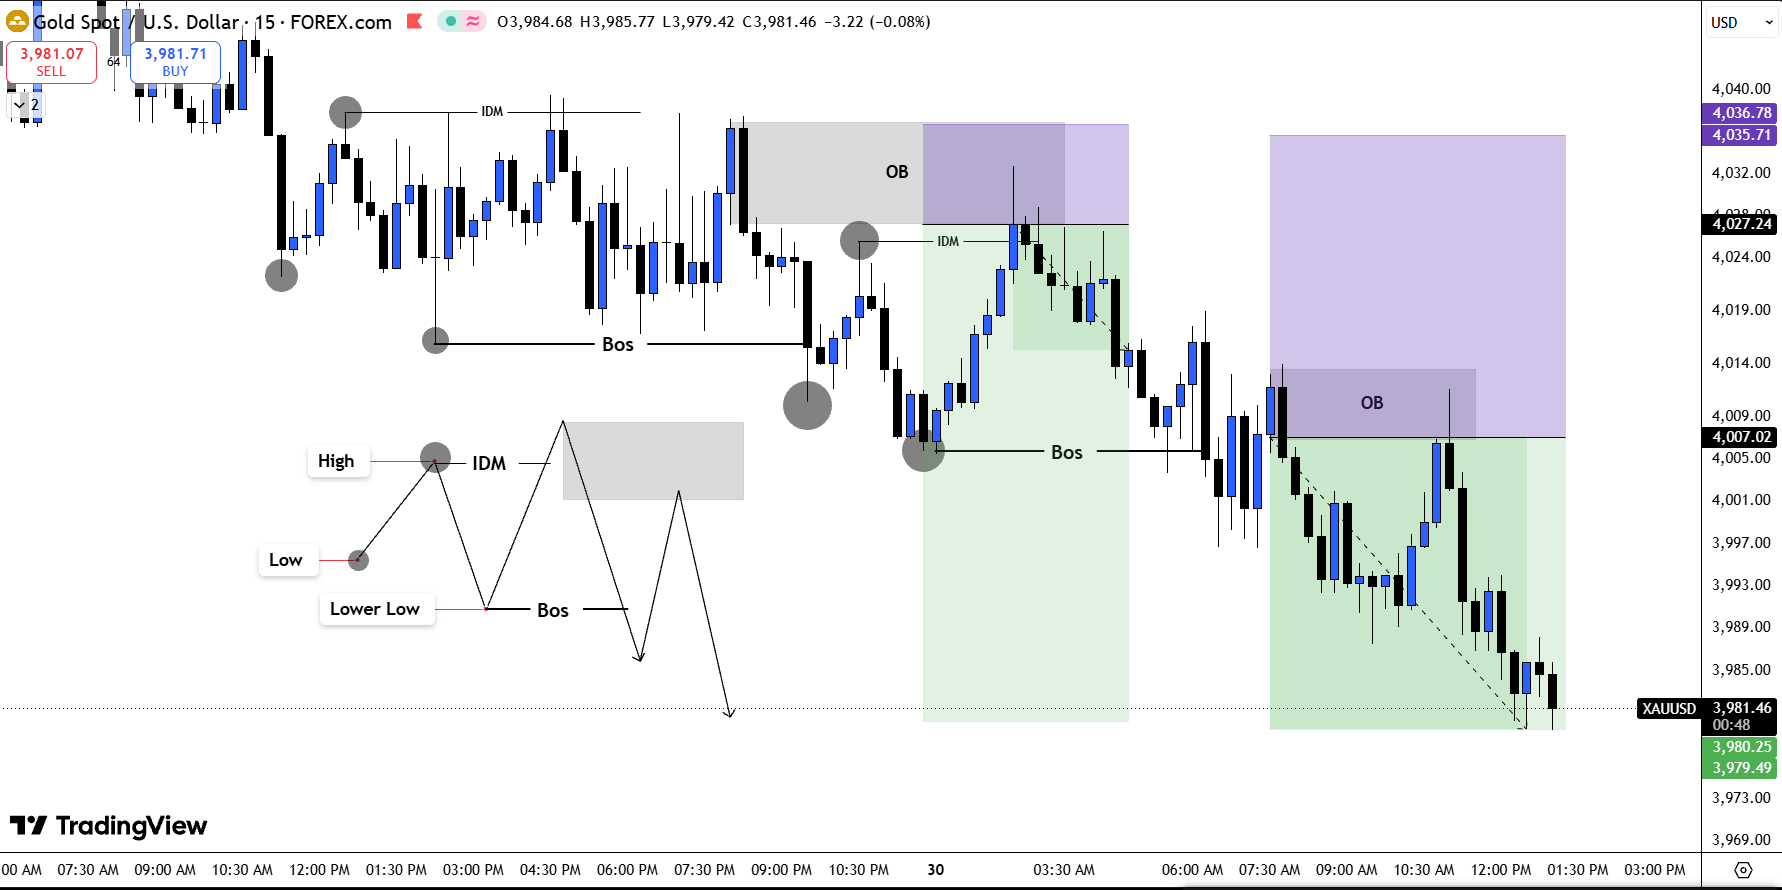 Gold Spot / U.S. Dollar · 15 · FOREX.com O3,984.68 H3,985.77 L3,979.42 C3,981.46 −3.22 (−0.08%)
USD
3,981.07
SELL
64
3,981.71
BUY
2
4,040.00
4,036.78
4,035.71
4,032.00
4,028.00
4,027.24
4,024.00
4,019.00
4,014.00
4,009.00
4,007.02
4,005.00
4,001.00
3,997.00
3,993.00
3,989.00
3,985.00
XAUUSD 3,981.46
00:48
3,980.25
3,979.49
3,973.00
3,969.00
IDM
OB
IDM
Bos
OB
Bos
High
IDM
Low
Lower Low
Bos
TradingView
00 AM 07:30 AM 09:00 AM 10:30 AM 12:00 PM 01:30 PM 03:00 PM 04:30 PM 06:00 PM 07:30 PM 09:00 PM 10:30 PM 30 03:30 AM 06:00 AM 07:30 AM 09:00 AM 10:30 AM 12:00 PM 01:30 PM 03:00 PM